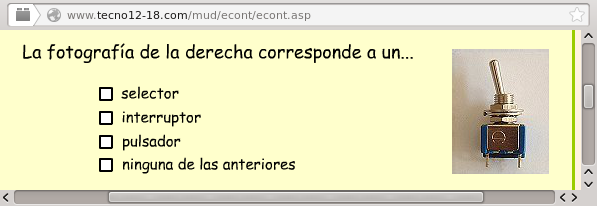 www.tecno12-18.com/mud/econt/econt.asp
La fotografía de la derecha corresponde a un...
selector
interruptor
pulsador
ninguna de las anteriores